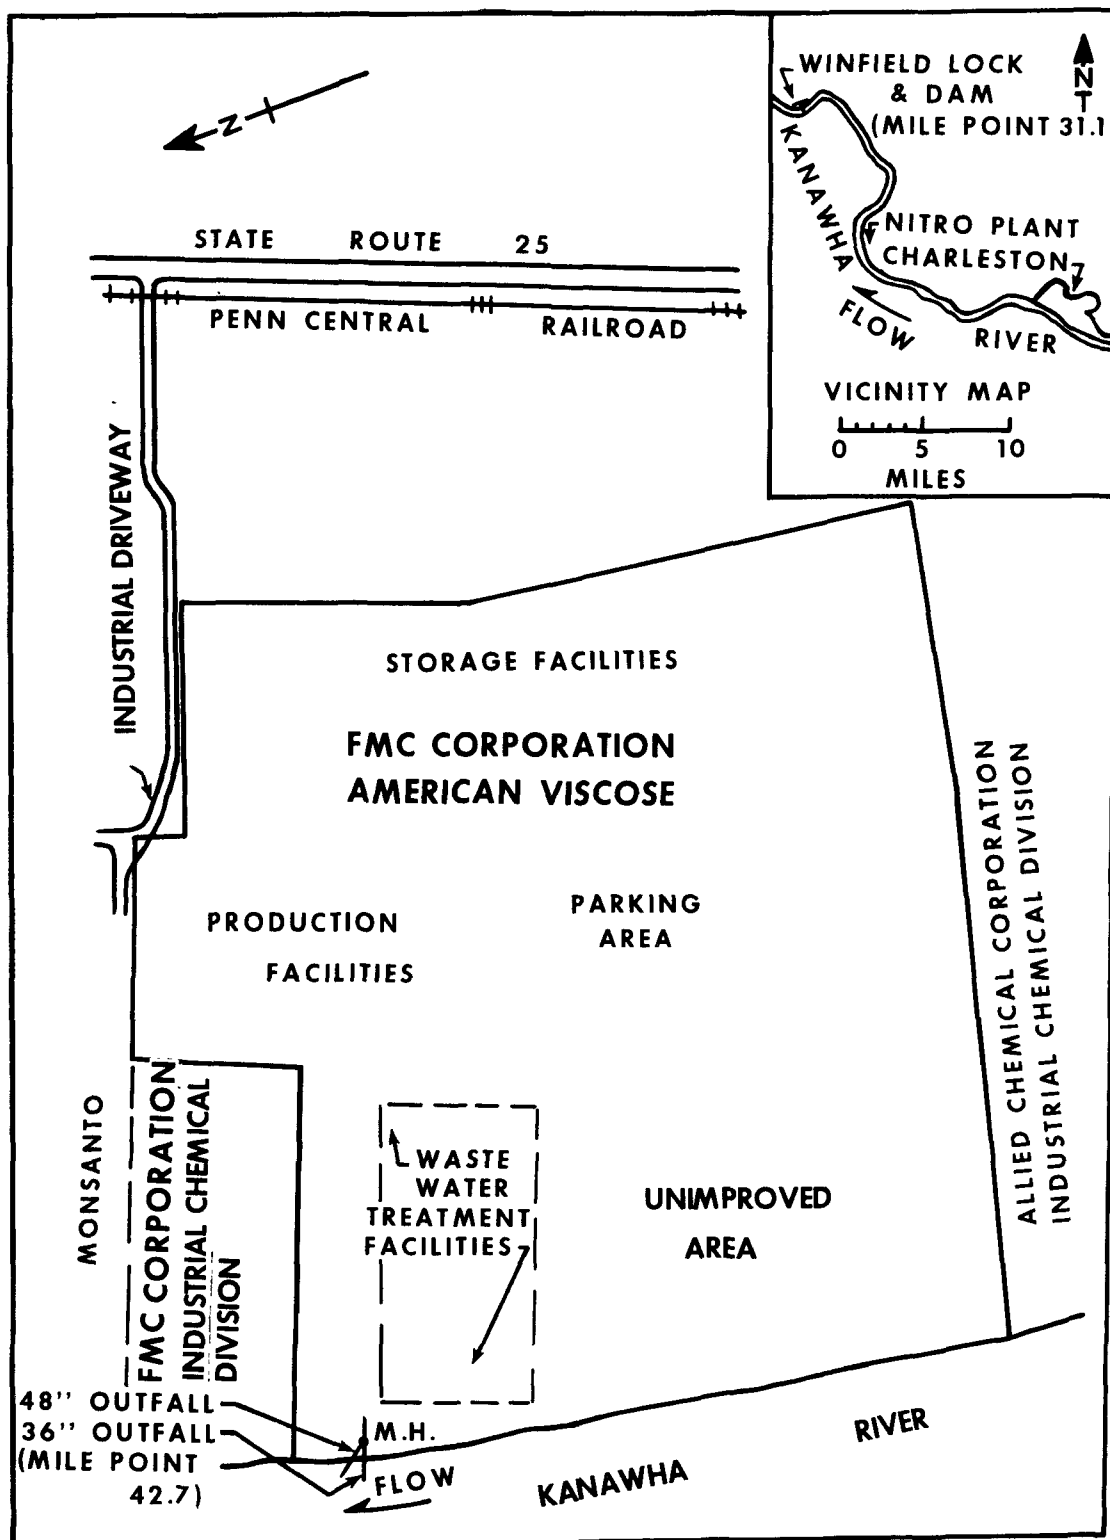 N
STATE ROUTE 25
PENN CENTRAL RAILROAD
WINFIELD LOCK
& DAM
(MILE POINT 31.1
N
KANAWHA
NITRO PLANT
CHARLESTON
FLOW
RIVER
VICINITY MAP
0 5 10
MILES
INDUSTRIAL DRIVEWAY
STORAGE FACILITIES
FMC CORPORATION
AMERICAN VISCOSE
PRODUCTION
FACILITIES
PARKING
AREA
ALLIED CHEMICAL CORPORATION
INDUSTRIAL CHEMICAL DIVISION
MONSANTO
FMC CORPORATION
INDUSTRIAL CHEMICAL
DIVISION
WASTE
WATER
TREATMENT
FACILITIES
UNIMPROVED
AREA
48'' OUTFALL
36'' OUTFALL
(MILE POINT
42.7)
M.H.
FLOW
KANAWHA RIVER